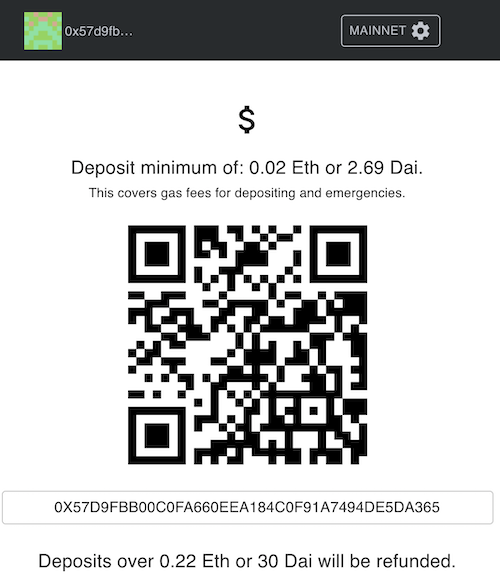 0x57d9fb...
MAINNET
$
Deposit minimum of: 0.02 Eth or 2.69 Dai.
This covers gas fees for depositing and emergencies.
0X57D9FBB00C0FA660EEA184C0F91A7494DE5DA365
Deposits over 0.22 Eth or 30 Dai will be refunded.